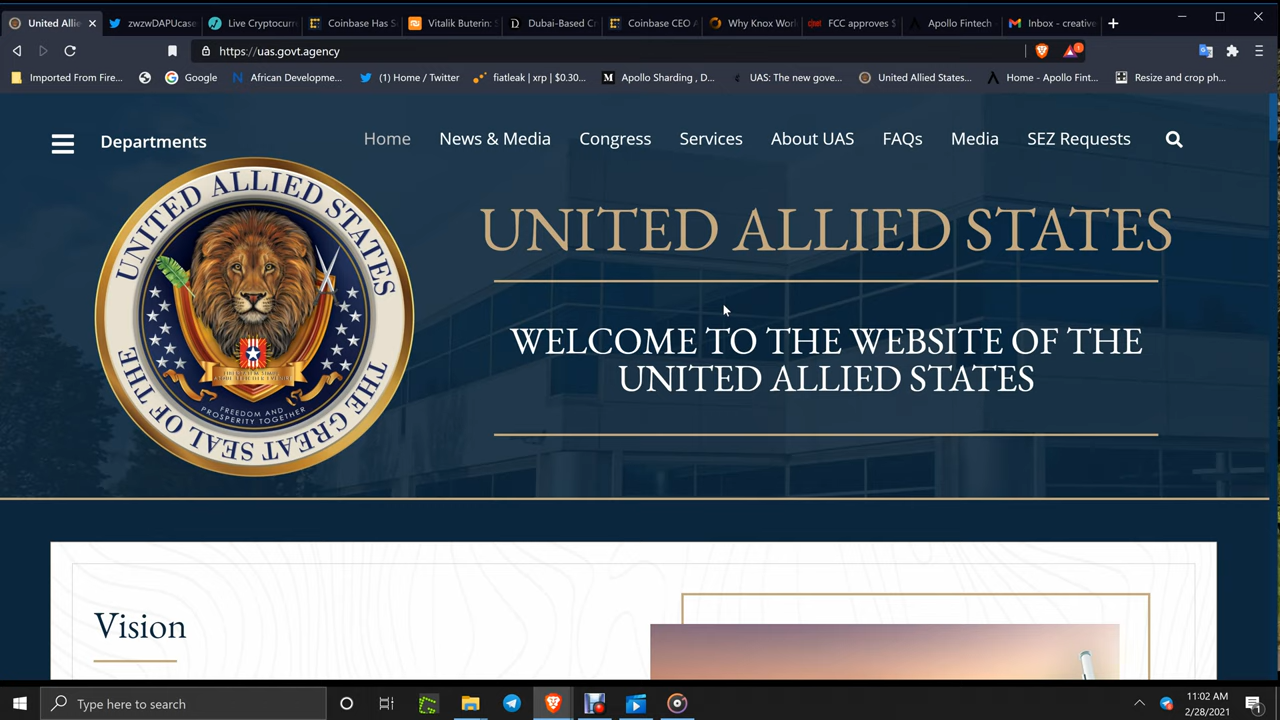 United Allie
zwzwDAPUcase
Live Cryptocurr
Coinbase Has S
Vitalik Buterin:
Dubai-Based C
Coinbase CEO A
Why Knox Worl
FCC approves $
Apollo Fintech
Inbox - creative
https://uas.govt.agency
Imported From Fire...
Google
African Developme...
(1) Home / Twitter
fiatleak | xrp | $0.30...
Apollo Sharding , D...
UAS: The new gove...
United Allied States...
Home - Apollo Fint...
Resize and crop ph...
Departments
Home
News & Media
Congress
Services
About UAS
FAQs
Media
SEZ Requests
UNITED ALLIED STATES
THE GREAT SEAL OF THE
FREEDOM AND
PROSPERITY TOGETHER
UNITED ALLIED STATES
WELCOME TO THE WEBSITE OF THE
UNITED ALLIED STATES
Vision
Type here to search
11:02 AM
2/28/2021